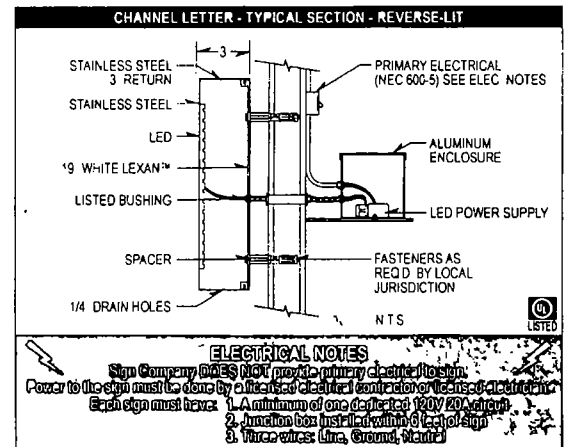 CHANNEL LETTER - TYPICAL SECTION - REVERSE-LIT
3
STAINLESS STEEL
3 RETURN
STAINLESS STEEL
LED
19 WHITE LEXAN™
LISTED BUSHING
SPACER
1/4 DRAIN HOLES
PRIMARY ELECTRICAL
(NEC 600-5) SEE ELEC NOTES
ALUMINUM
ENCLOSURE
LED POWER SUPPLY
FASTENERS AS
REQ D BY LOCAL
JURISDICTION
N T S
UL
LISTED
ELECTRICAL NOTES
Sign Company DOES NOT provide primary electrical to sign.
Power to the sign must be done by a licensed electrical contractor or licensed electrician.
Each sign must have: 1. A minimum of one dedicated 120V 20A circuit
2. Junction box installed within 6 feet of sign
3. Three wires: Line, Ground, Neutral